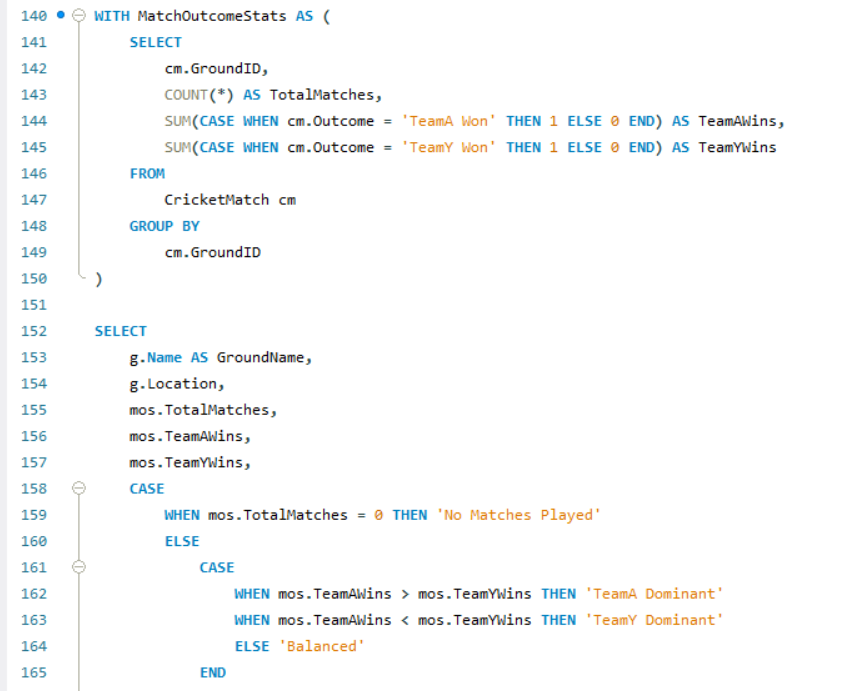 140 WITH MatchOutcomeStats AS (
141 SELECT
142 cm.GroundID,
143 COUNT(*) AS TotalMatches,
144 SUM(CASE WHEN cm.Outcome = 'TeamA Won' THEN 1 ELSE 0 END) AS TeamAWins,
145 SUM(CASE WHEN cm.Outcome = 'TeamY Won' THEN 1 ELSE 0 END) AS TeamYWins
146 FROM
147 CricketMatch cm
148 GROUP BY
149 cm.GroundID
150 )
151
152 SELECT
153 g.Name AS GroundName,
154 g.Location,
155 mos.TotalMatches,
156 mos.TeamAWins,
157 mos.TeamYWins,
158 CASE
159 WHEN mos.TotalMatches = 0 THEN 'No Matches Played'
160 ELSE
161 CASE
162 WHEN mos.TeamAWins > mos.TeamYWins THEN 'TeamA Dominant'
163 WHEN mos.TeamAWins < mos.TeamYWins THEN 'TeamY Dominant'
164 ELSE 'Balanced'
165 END